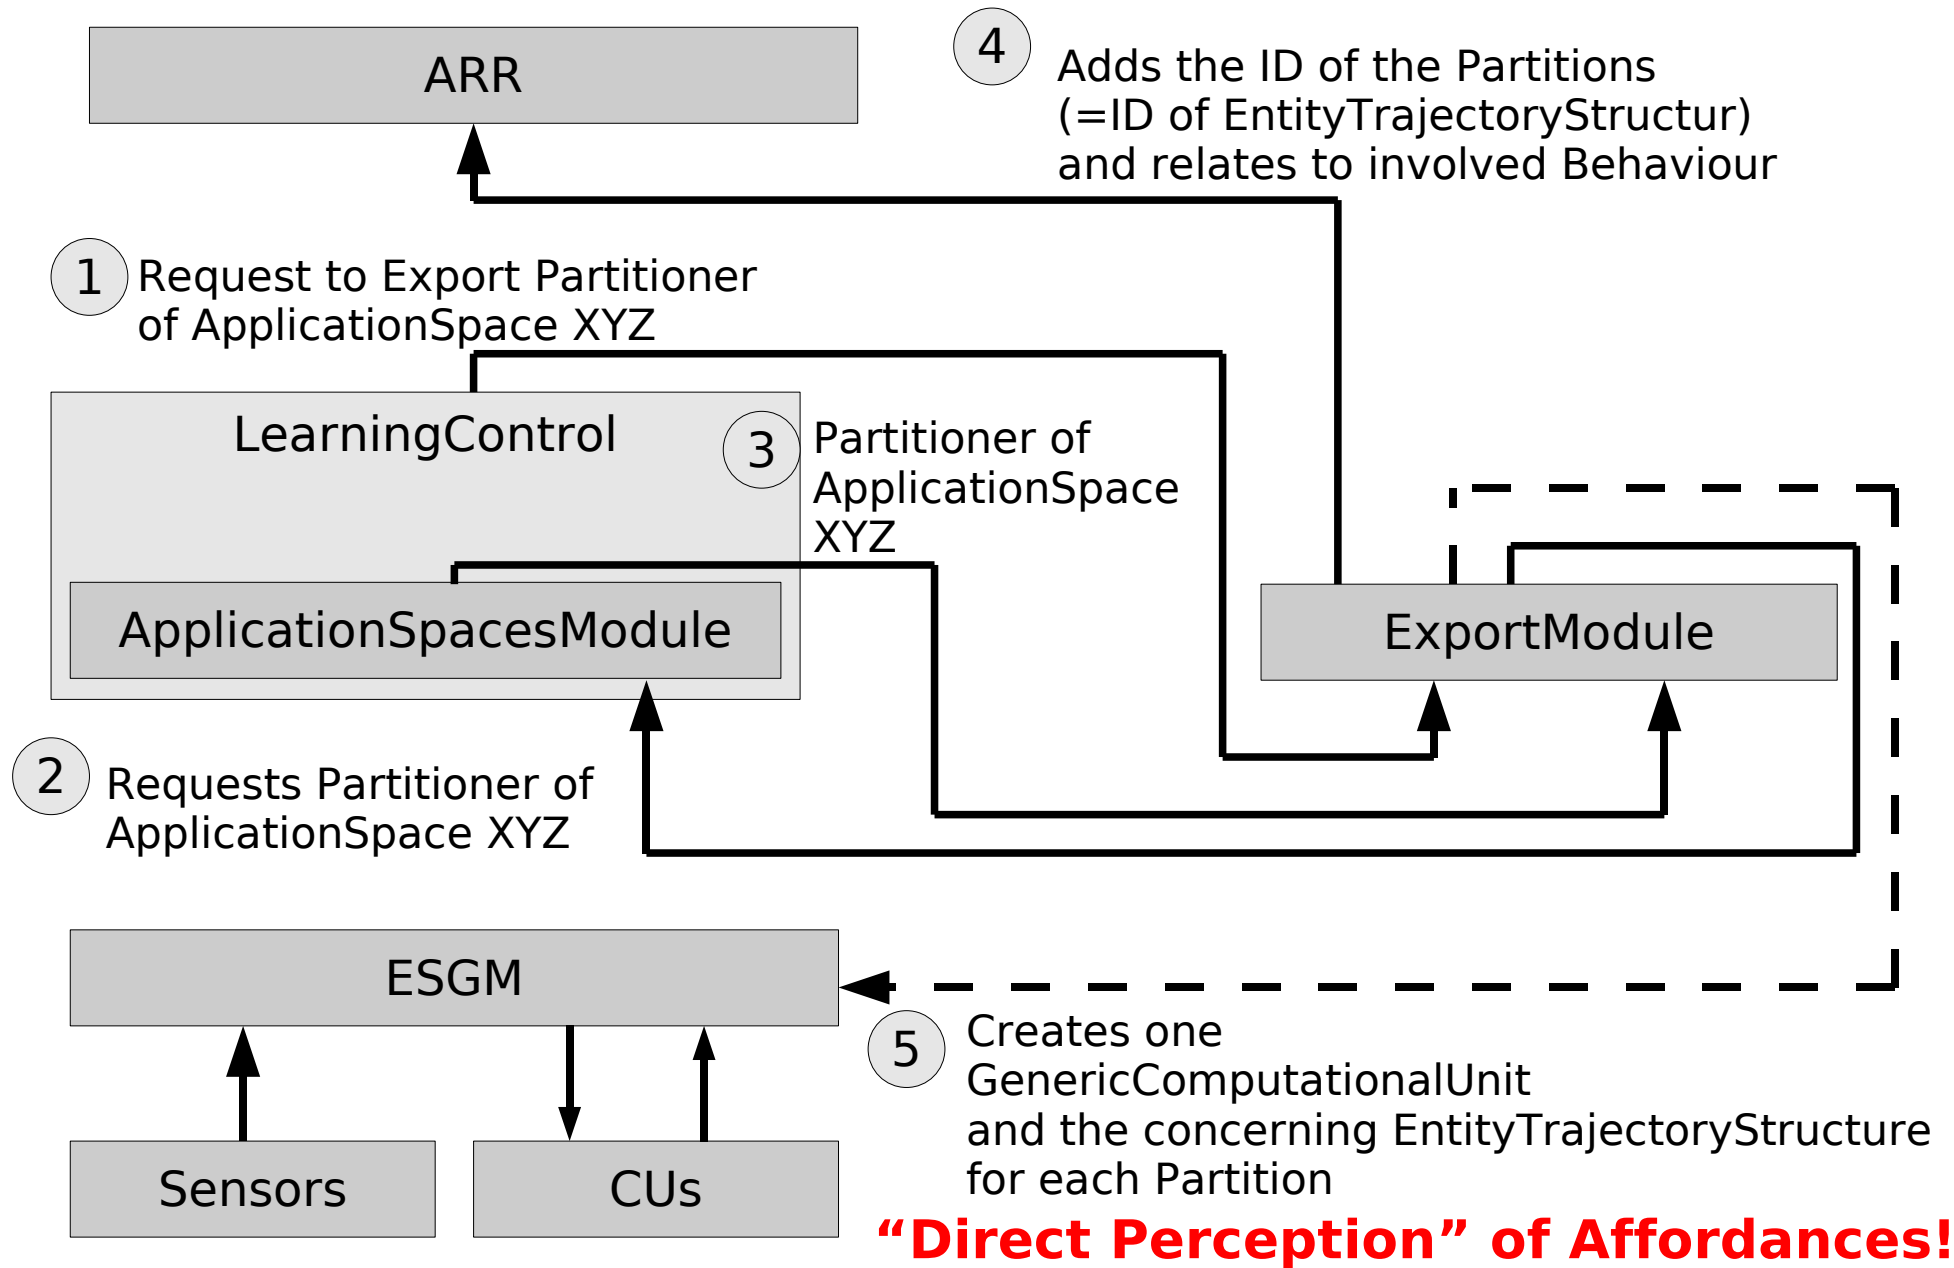 ARR
4
Adds the ID of the Partitions
(=ID of EntityTrajectoryStructur)
and relates to involved Behaviour
1
Request to Export Partitioner
of ApplicationSpace XYZ
LearningControl
3
Partitioner of
ApplicationSpace
XYZ
ApplicationSpacesModule
ExportModule
2
Requests Partitioner of
ApplicationSpace XYZ
ESGM
5
Creates one
GenericComputationalUnit
and the concerning EntityTrajectoryStructure
for each Partition
Sensors
CUs
“Direct Perception” of Affordances!